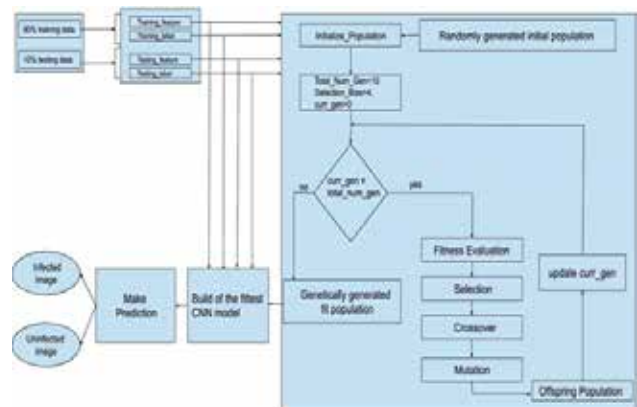 90% training data
10% testing data
Training_feature
Training_label
Testing_feature
Testing_label
Initialize_Population
Randomly generated initial population
Total_Num_Gen=10
Selection_Size=4,
curr_gen=0
curr_gen ≠
total_num_gen
no
yes
Fitness Evaluation
Selection
Crossover
Mutation
Offspring Population
update curr_gen
Genetically generated
fit population
Build of the fittest
CNN model
Make
Prediction
Infected
image
Uninfected
image